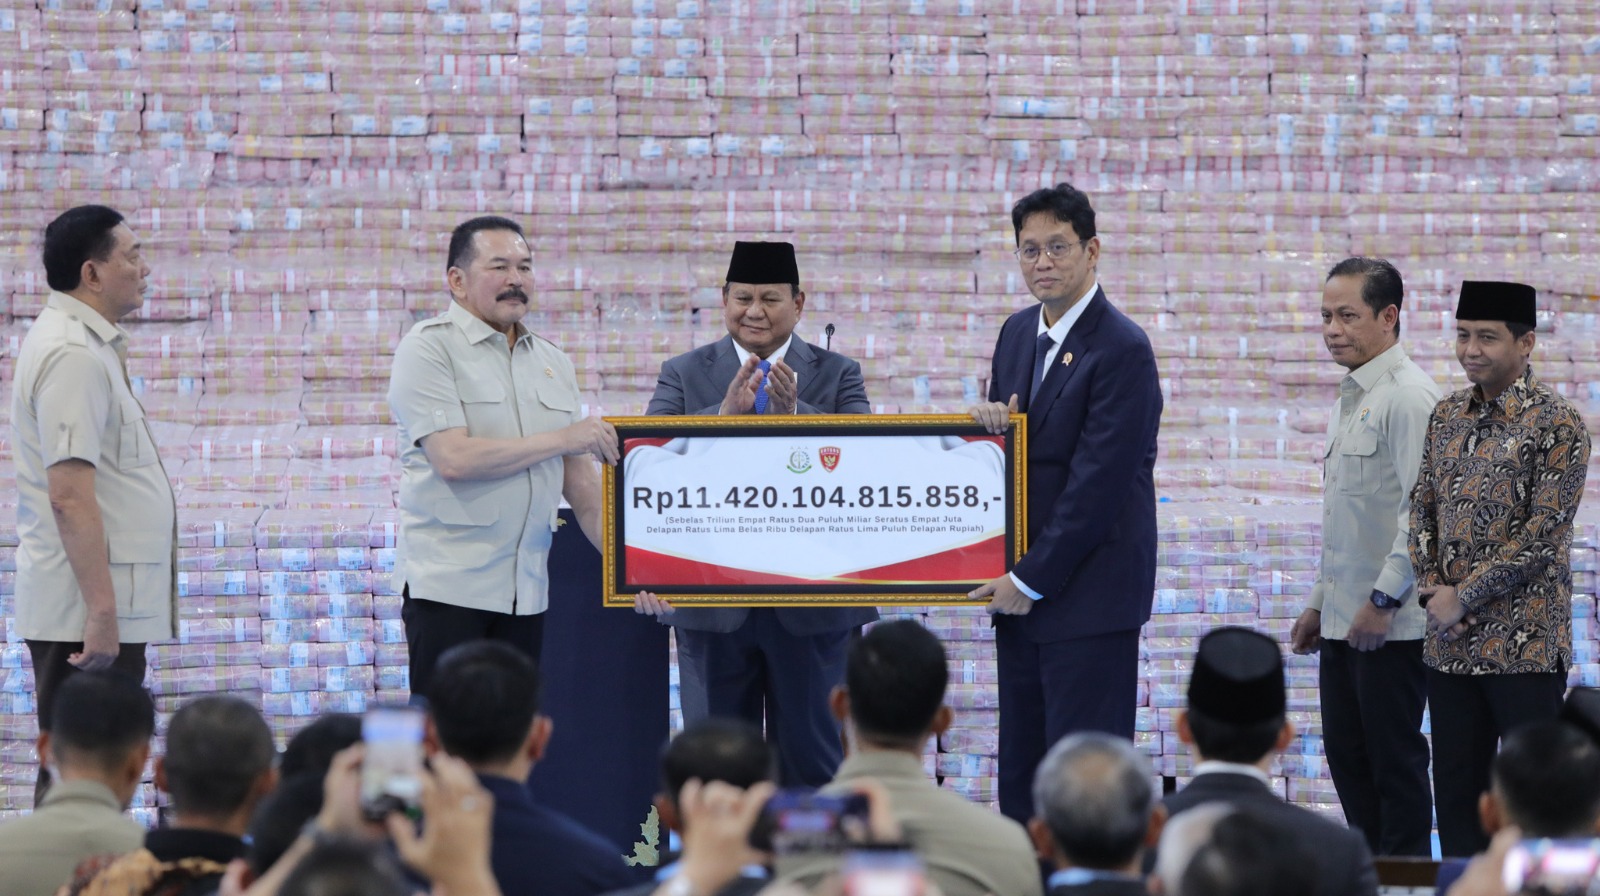 Rp11.420.104.815.858,-
(Sebelas Triliun Empat Ratus Dua Puluh Miliar Seratus Empat Juta
Delapan Ratus Lima Belas Ribu Delapan Ratus Lima Puluh Delapan Rupiah)